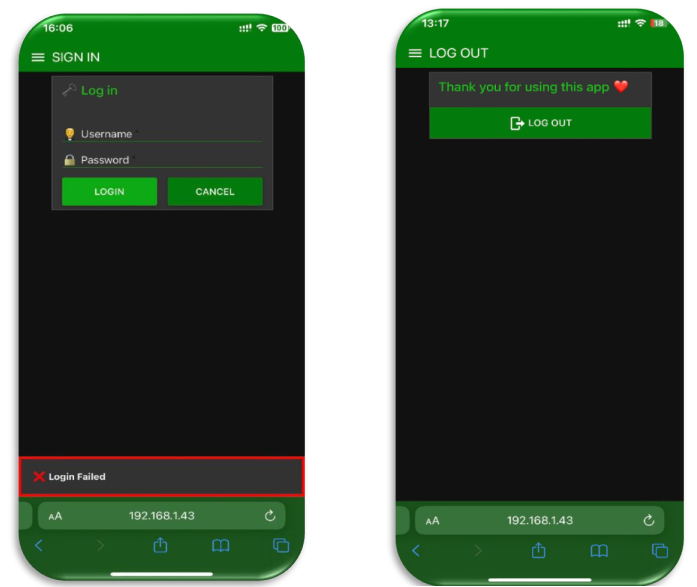 16:06
100
SIGN IN
Log in
Username *
Password *
LOGIN
CANCEL
Login Failed
AA
192.168.1.43
13:17
18
LOG OUT
Thank you for using this app ❤️
LOG OUT
AA
192.168.1.43